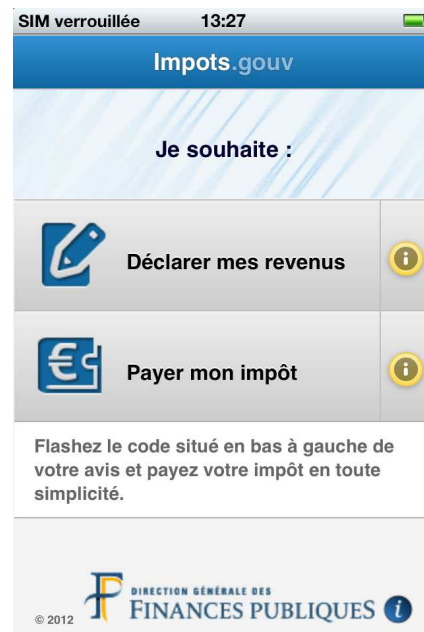 SIM verrouillée 13:27
Impots.gouv
Je souhaite :
Déclarer mes revenus
Payer mon impôt
Flashez le code situé en bas à gauche de
votre avis et payez votre impôt en toute
simplicité.
© 2012
DIRECTION GÉNÉRALE DES
FINANCES PUBLIQUES